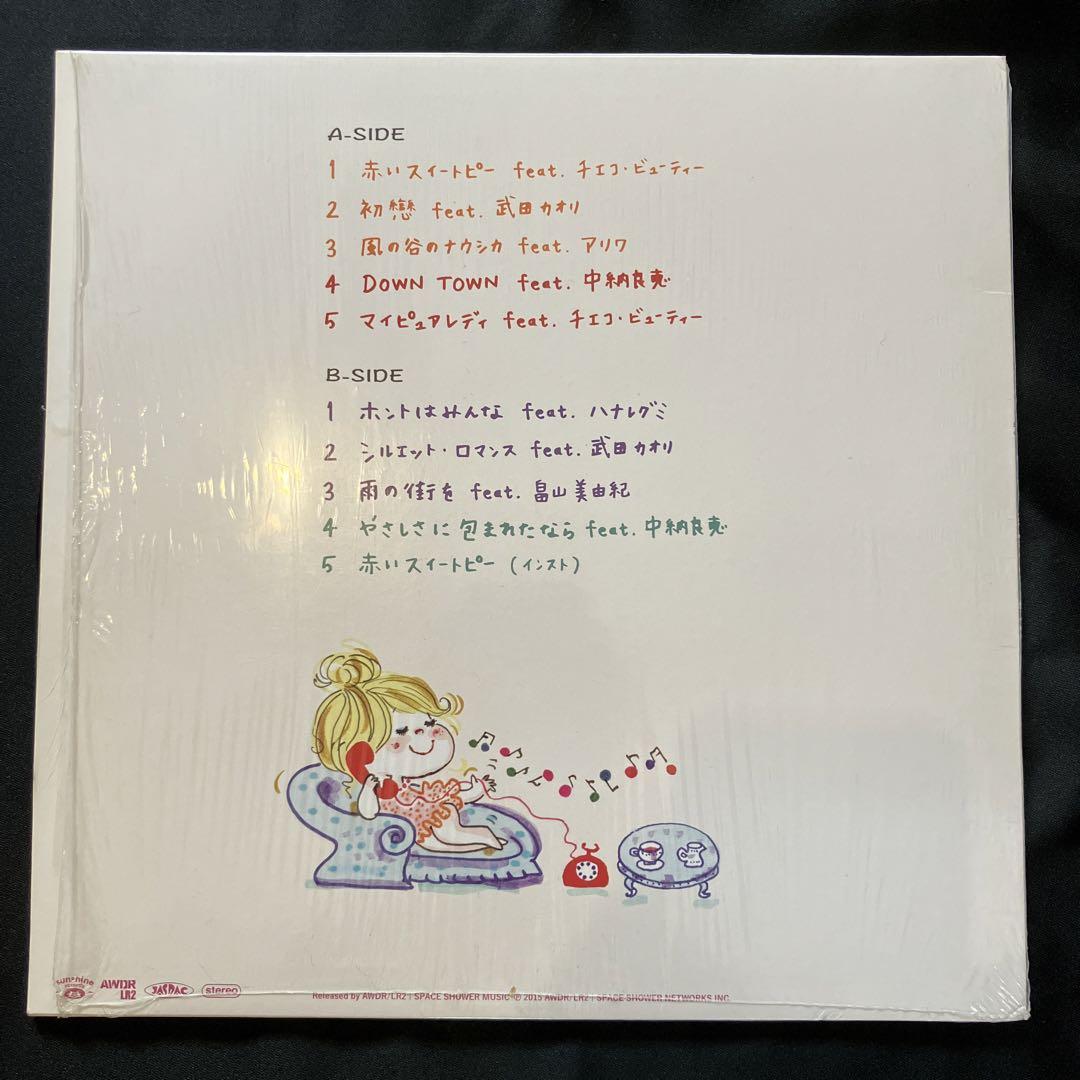 A-SIDE
1 赤いスイートピー feat. チエコ・ビューティー
2 初戀 feat. 武田カオリ
3 風の谷のナウシカ feat. アリワ
4 DOWN TOWN feat. 中納良恵
5 マイピュアレディ feat. チエコ・ビューティー
B-SIDE
1 ホントはみんな feat. ハナレグミ
2 シルエット・ロマンス feat. 武田カオリ
3 雨の街を feat. 畠山美由紀
4 やさしさに包まれたなら feat. 中納良恵
5 赤いスイートピー (インスト)
sunshine records
AWDR LR2
JASRAC
stereo
Released by AWDR/LR2 | SPACE SHOWER MUSIC ℗ 2015 AWDR/LR2 | SPACE SHOWER NETWORKS INC.